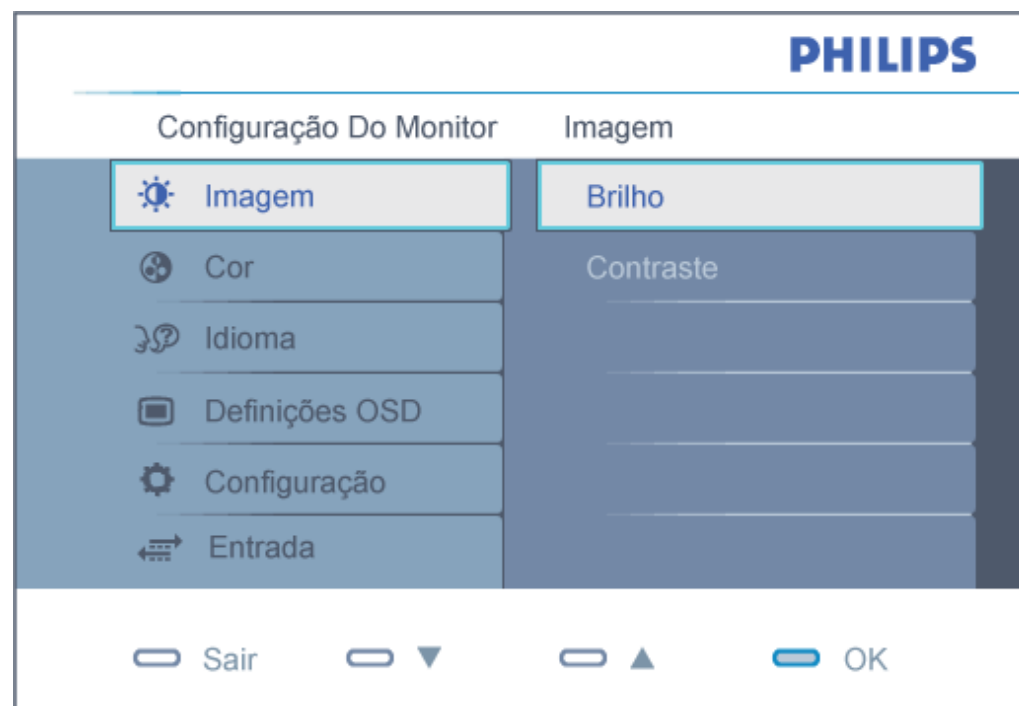 PHILIPS
Configuração Do Monitor Imagem
Imagem Brilho
Cor Contraste
Idioma
Definições OSD
Configuração
Entrada
Sair ▼ ▲ OK